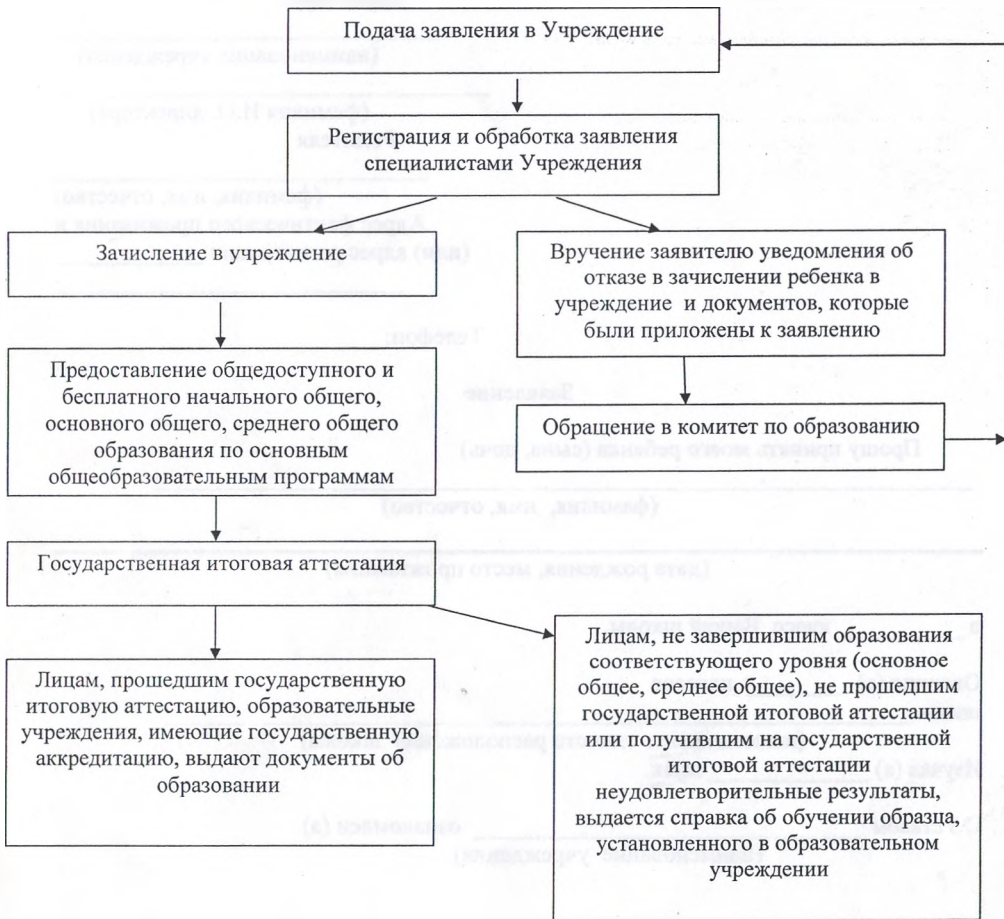 Подача заявления в Учреждение
Регистрация и обработка заявления
специалистами Учреждения
Зачисление в учреждение
Вручение заявителю уведомления об
отказе в зачислении ребенка в
учреждение и документов, которые
были приложены к заявлению
Предоставление общедоступного и
бесплатного начального общего,
основного общего, среднего общего
образования по основным
общеобразовательным программам
Обращение в комитет по образованию
Государственная итоговая аттестация
Лицам, прошедшим государственную
итоговую аттестацию, образовательные
учреждения, имеющие государственную
аккредитацию, выдают документы об
образовании
Лицам, не завершившим образования
соответствующего уровня (основное
общее, среднее общее), не прошедшим
государственной итоговой аттестации
или получившим на государственной
итоговой аттестации
неудовлетворительные результаты,
выдается справка об обучении образца,
установленного в образовательном
учреждении